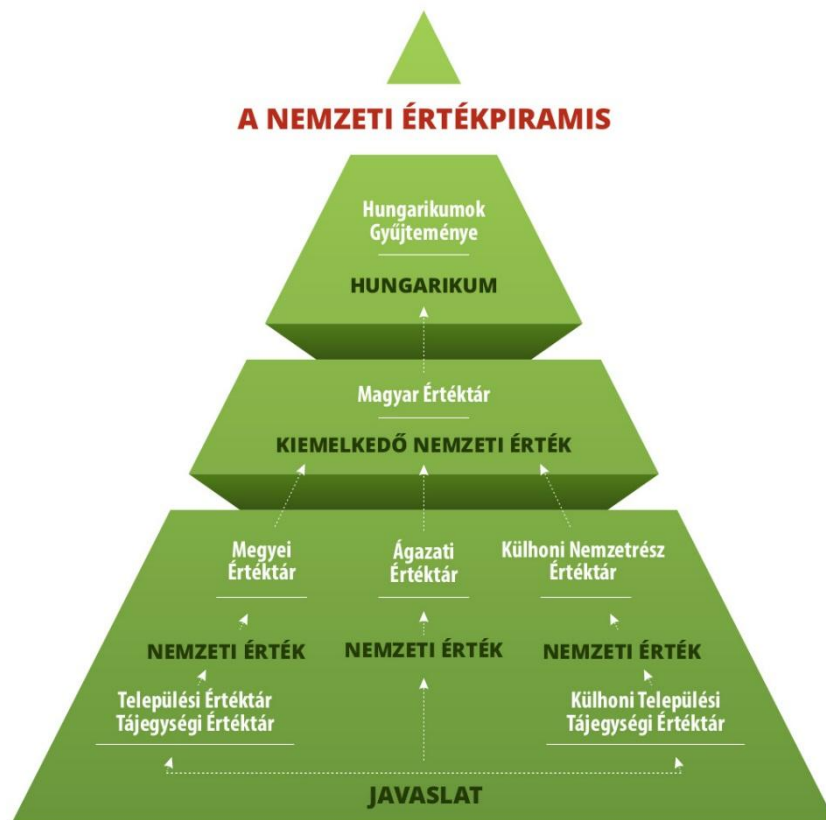 A NEMZETI ÉRTÉKPIRAMIS
Hungarikumok
Gyűjteménye
HUNGARIKUM
Magyar Értéktár
KIEMELKEDŐ NEMZETI ÉRTÉK
Megyei
Értéktár
Ágazati
Értéktár
Külhoni Nemzetrész
Értéktár
NEMZETI ÉRTÉK
NEMZETI ÉRTÉK
NEMZETI ÉRTÉK
Települési Értéktár
Tájegységi Értéktár
Külhoni Települési
Tájegységi Értéktár
JAVASLAT